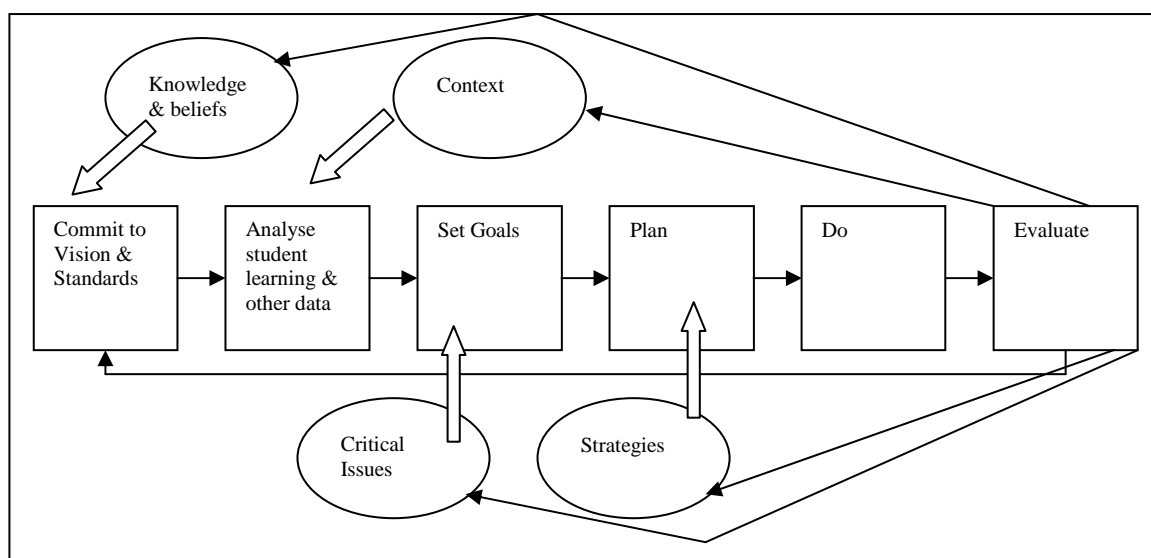 Knowledge
& beliefs
Context
Commit to
Vision &
Standards
Analyse
student
learning &
other data
Set Goals
Plan
Do
Evaluate
Critical
Issues
Strategies